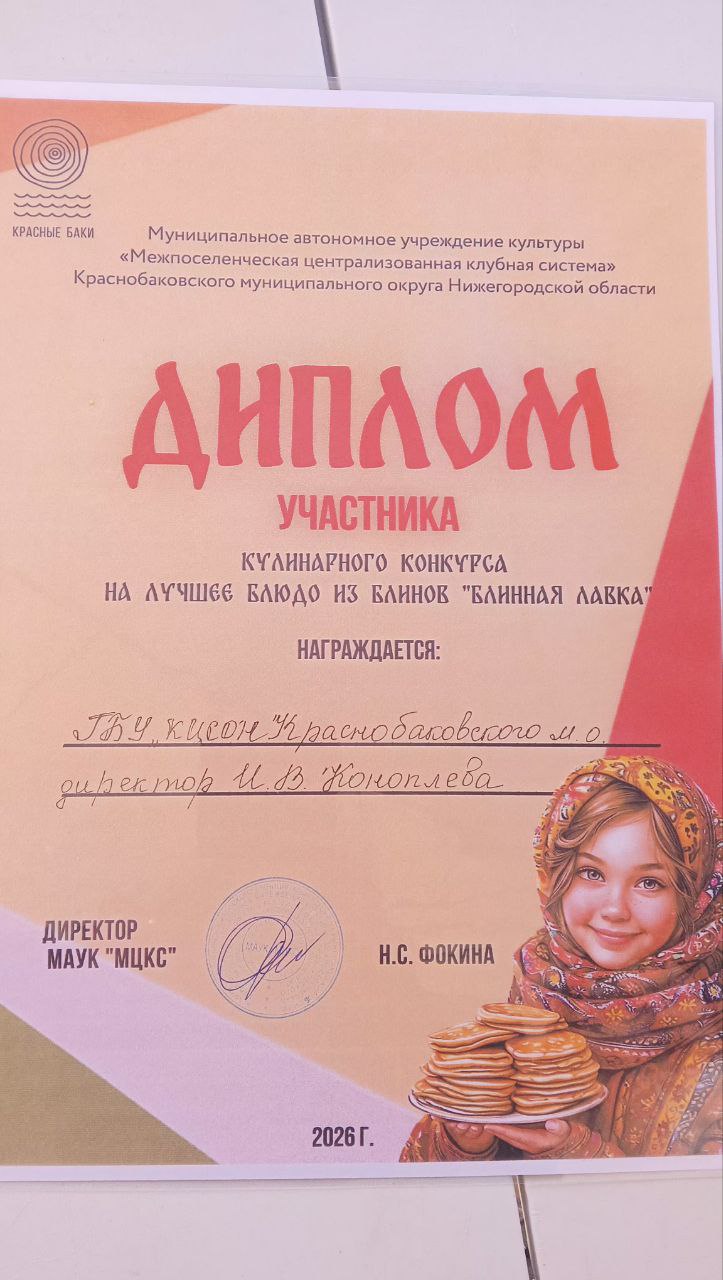 КРАСНЫЕ БАКИ
Муниципальное автономное учреждение культуры
«Межпоселенческая централизованная клубная система»
Краснобаковского муниципального округа Нижегородской области
ДИПЛОМ
УЧАСТНИКА
КУЛИНАРНОГО КОНКУРСА
НА ЛУЧШЕЕ БЛЮДО ИЗ БЛИНОВ "БЛИННАЯ ЛАВКА"
НАГРАЖДАЕТСЯ:
ГБУ „КЦСОН" Краснобаковского м.о.
директор И.В. Коноплева
ДИРЕКТОР
МАУК "МЦКС"
Н.С. ФОКИНА
2026 Г.